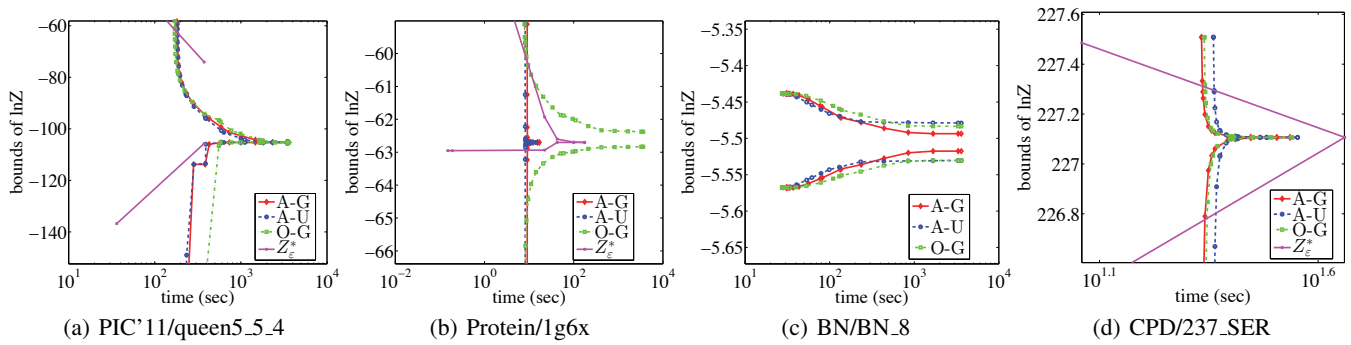 bounds of lnZ
−60
−80
−100
−120
−140
10^1
10^2
10^3
10^4
time (sec)
A-G
A-U
O-G
Z*_ε
(a) PIC'11/queen5_5_4
bounds of lnZ
−60
−61
−62
−63
−64
−65
−66
10^−2
10^0
10^2
10^4
time (sec)
A-G
A-U
O-G
Z*_ε
(b) Protein/1g6x
bounds of lnZ
−5.35
−5.4
−5.45
−5.5
−5.55
−5.6
−5.65
10^1
10^2
10^3
10^4
time (sec)
A-G
A-U
O-G
(c) BN/BN_8
bounds of lnZ
227.6
227.4
227.2
227
226.8
10^1.1
10^1.6
time (sec)
A-G
A-U
O-G
Z*_ε
(d) CPD/237_SER